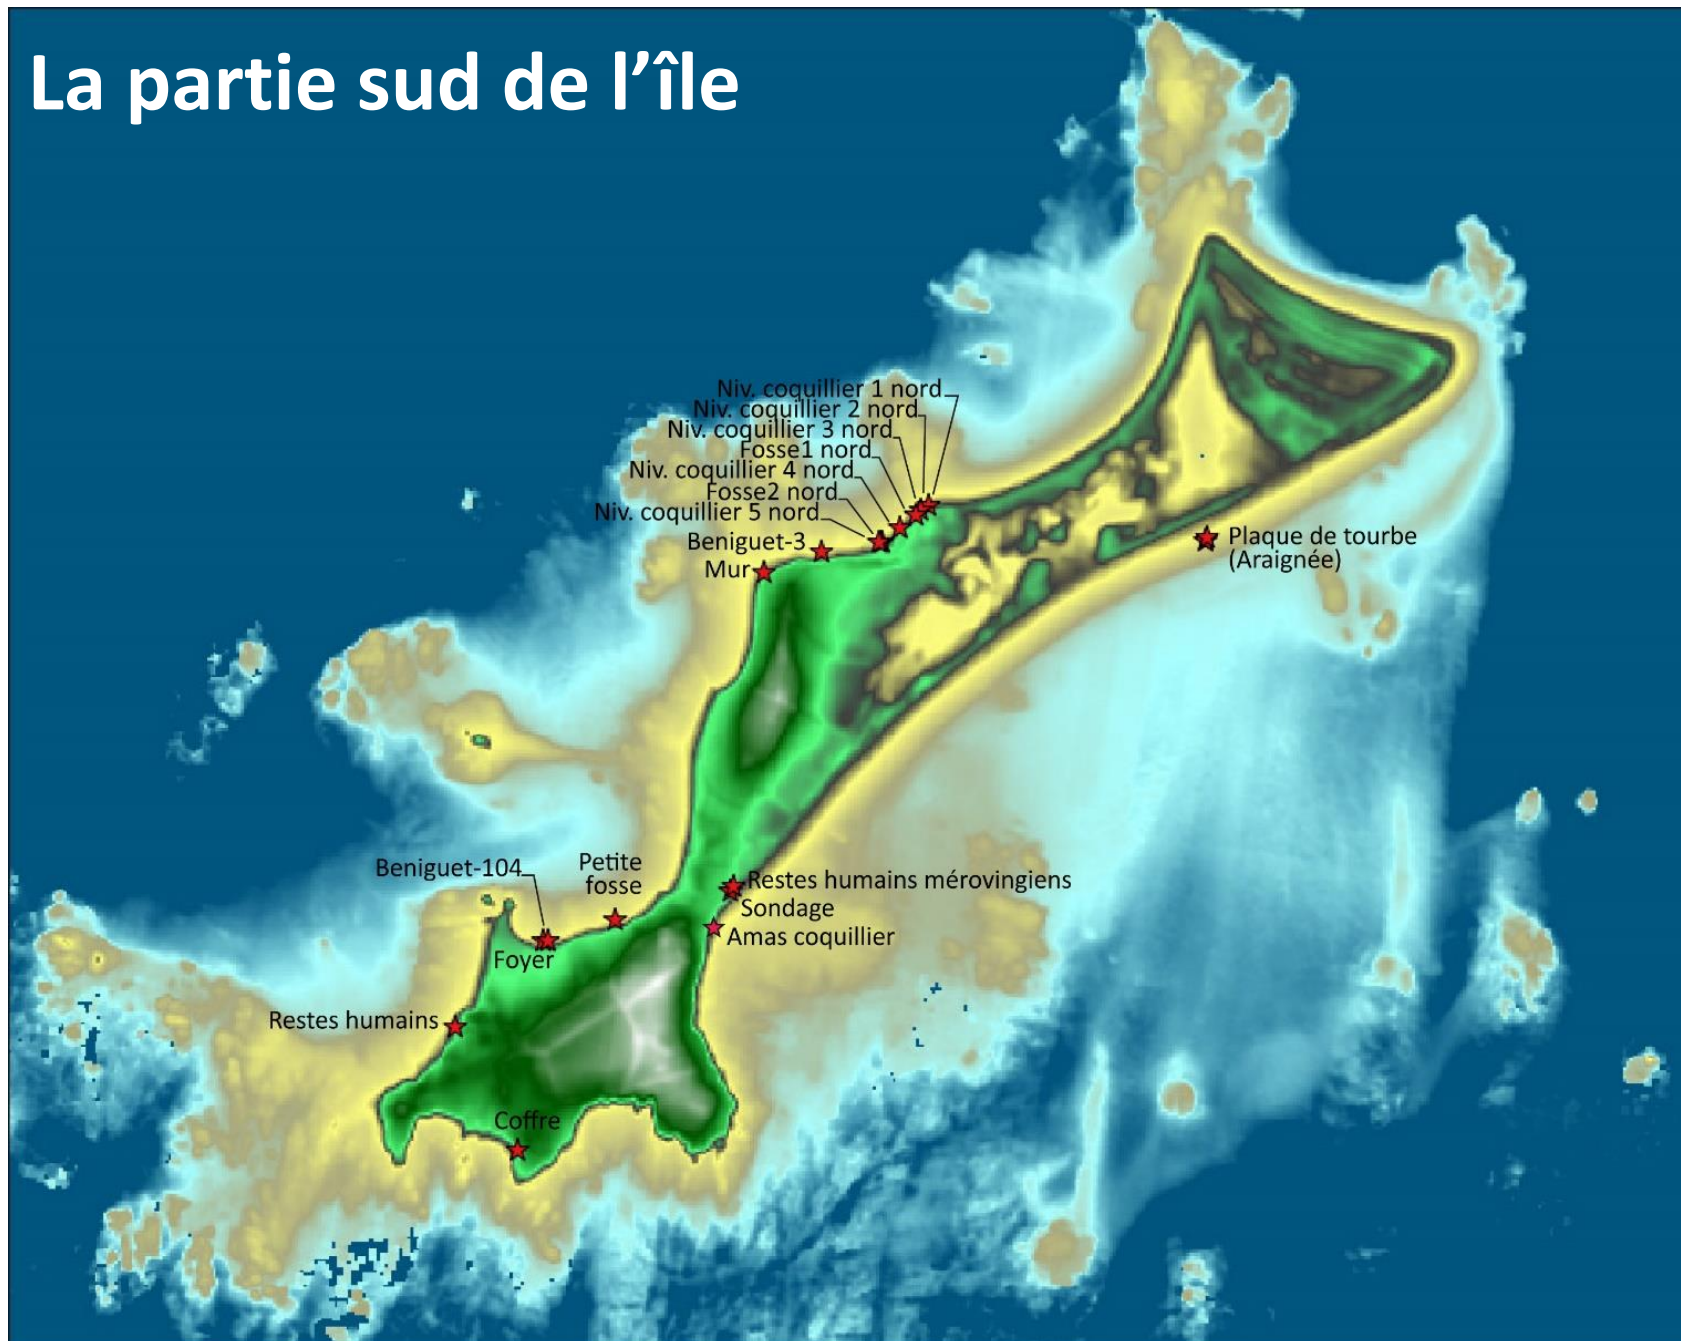 La partie sud de l’île
Niv. coquillier 1 nord
Niv. coquillier 2 nord
Niv. coquillier 3 nord
Fosse1 nord
Niv. coquillier 4 nord
Fosse2 nord
Niv. coquillier 5 nord
Beniguet-3
Mur
Plaque de tourbe
(Araignée)
Beniguet-104
Petite
fosse
Restes humains mérovingiens
Sondage
Amas coquillier
Foyer
Restes humains
Coffre